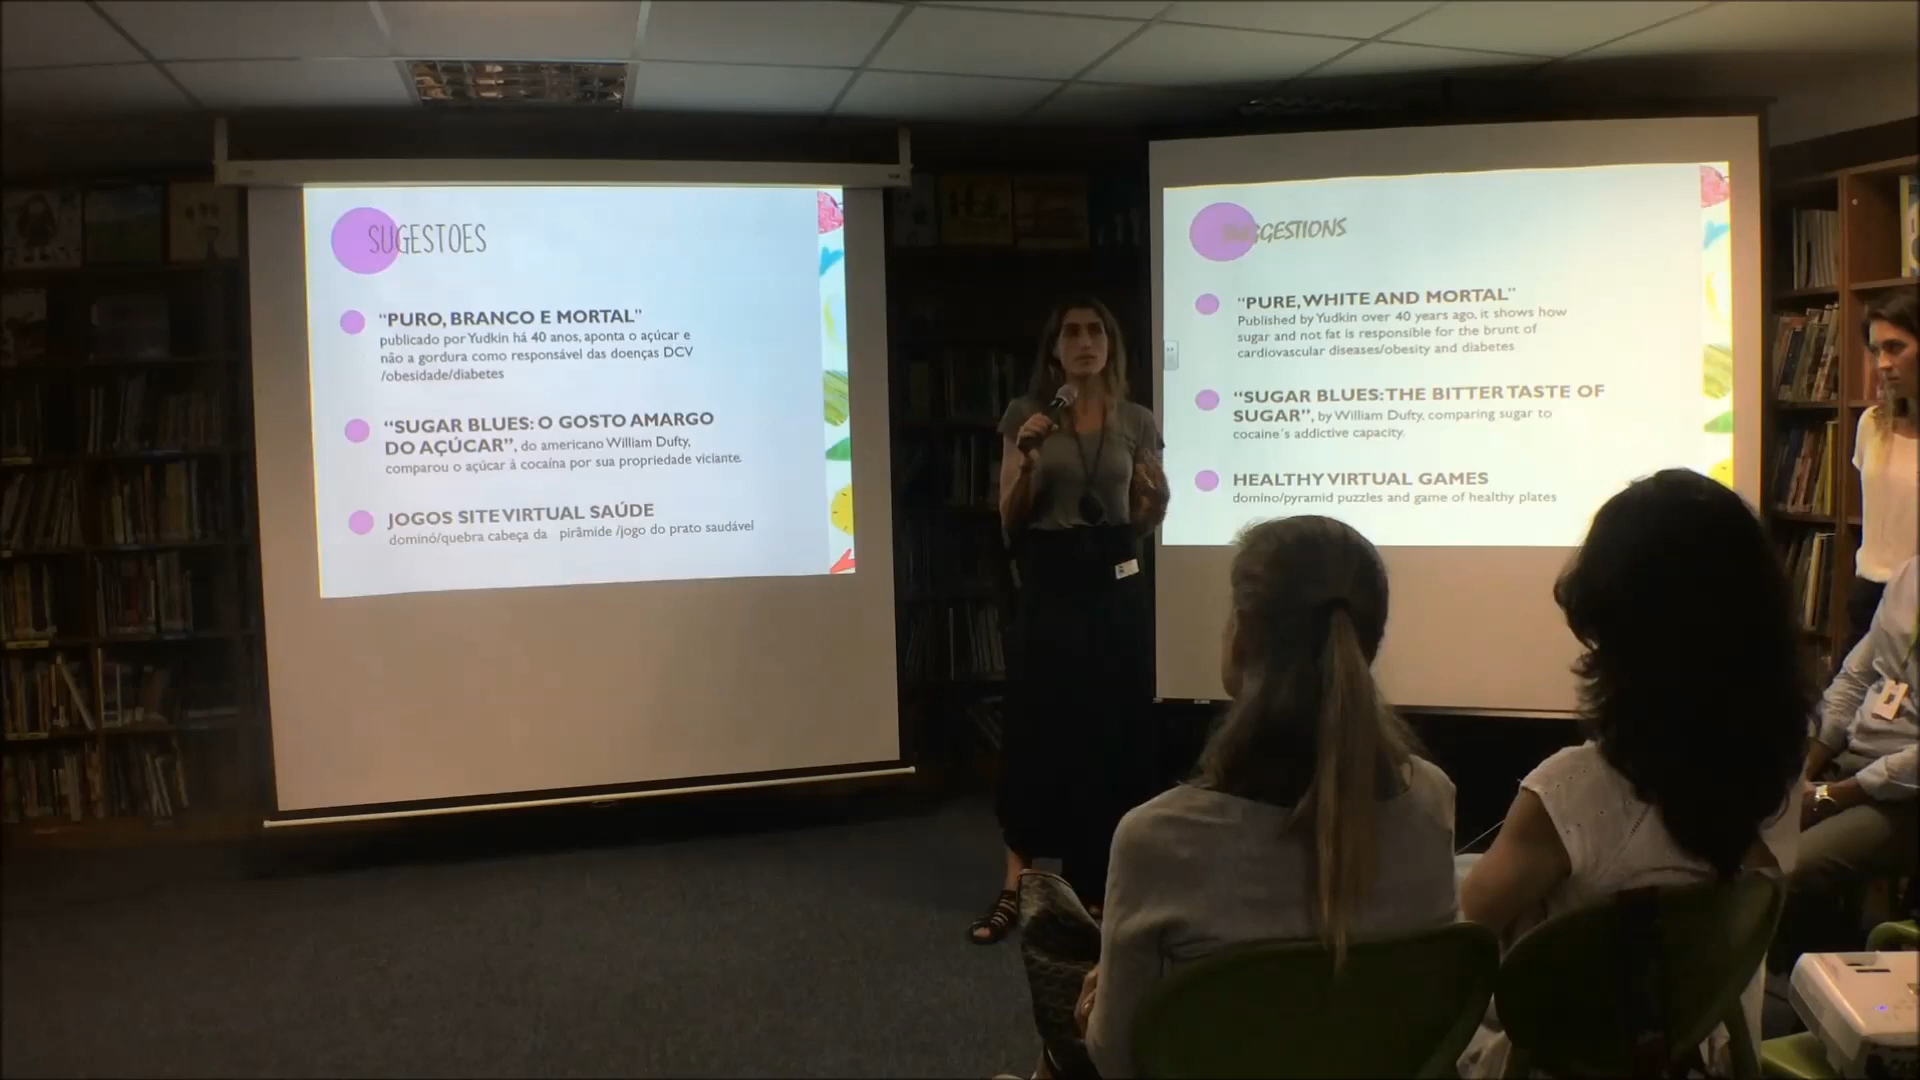 SUGESTOES
“PURO, BRANCO E MORTAL”
publicado por Yudkin há 40 anos, aponta o açúcar e
não a gordura como responsável das doenças DCV
/obesidade/diabetes
“SUGAR BLUES: O GOSTO AMARGO
DO AÇÚCAR”, do americano William Dufty,
comparou o açúcar à cocaína por sua propriedade viciante.
JOGOS SITE VIRTUAL SAÚDE
dominó/quebra cabeça da pirâmide /jogo do prato saudável
SUGGESTIONS
“PURE, WHITE AND MORTAL”
Published by Yudkin over 40 years ago, it shows how
sugar and not fat is responsible for the brunt of
cardiovascular diseases/obesity and diabetes
“SUGAR BLUES: THE BITTER TASTE OF
SUGAR”, by William Dufty, comparing sugar to
cocaine´s addictive capacity.
HEALTHY VIRTUAL GAMES
domino/pyramid puzzles and game of healthy plates